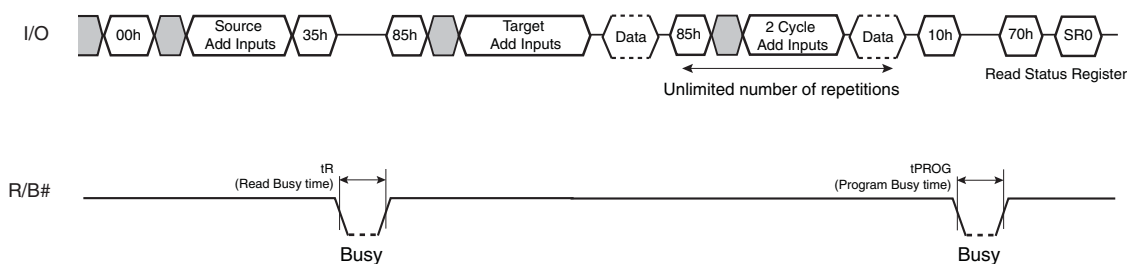 I/O
00h
Source
Add Inputs
35h
85h
Target
Add Inputs
Data
85h
2 Cycle
Add Inputs
Data
10h
70h
SR0
Read Status Register
Unlimited number of repetitions
R/B#
tR
(Read Busy time)
Busy
tPROG
(Program Busy time)
Busy